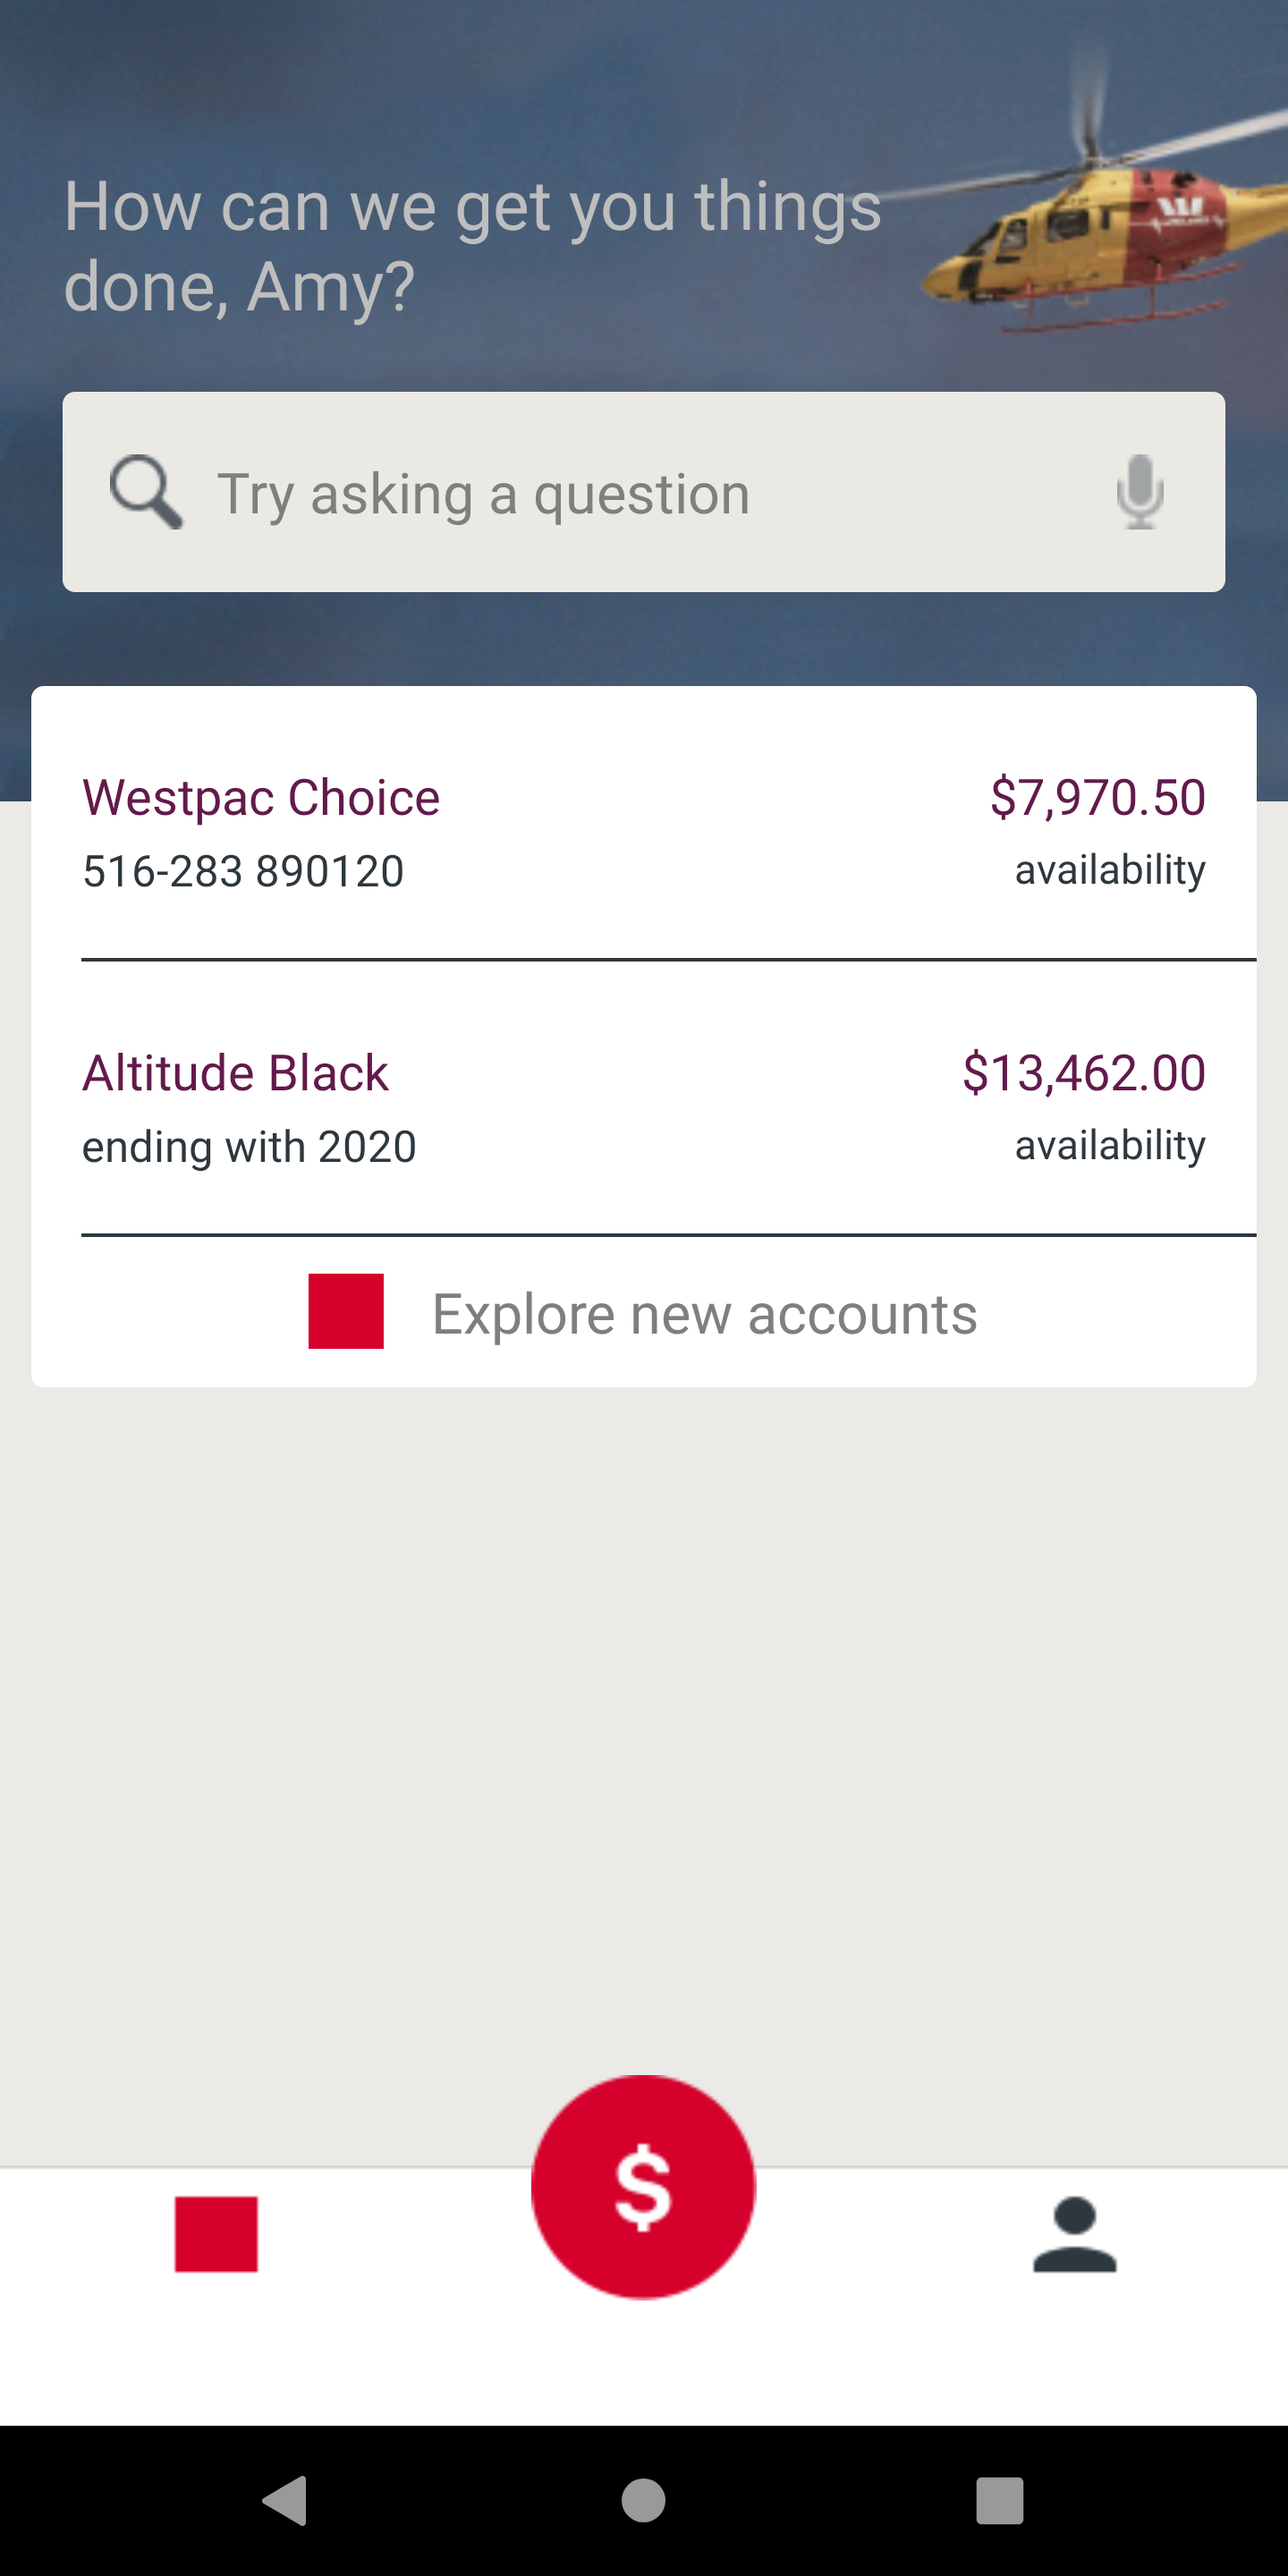 How can we get you things
done, Amy?
Try asking a question
Westpac Choice
$7,970.50
516-283 890120
availability
Altitude Black
$13,462.00
ending with 2020
availability
Explore new accounts
$